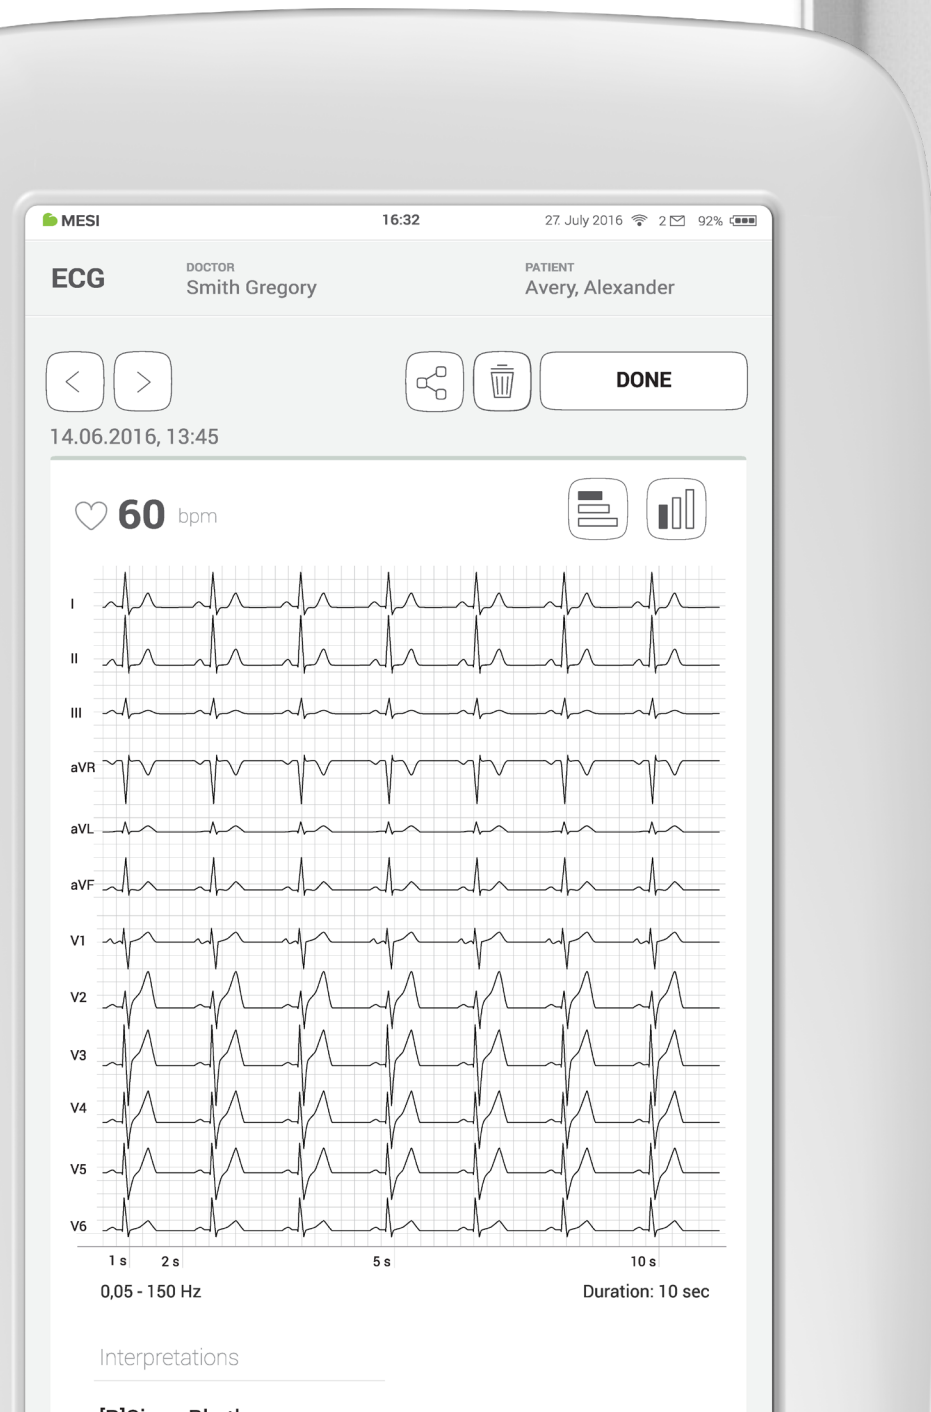 MESI 16:32 27. July 2016 2 92%
ECG
DOCTOR
Smith Gregory
PATIENT
Avery, Alexander
DONE
14.06.2016, 13:45
60 bpm
I
II
III
aVR
aVL
aVF
V1
V2
V3
V4
V5
V6
1 s 2 s 5 s 10 s
0,05 - 150 Hz Duration: 10 sec
Interpretations